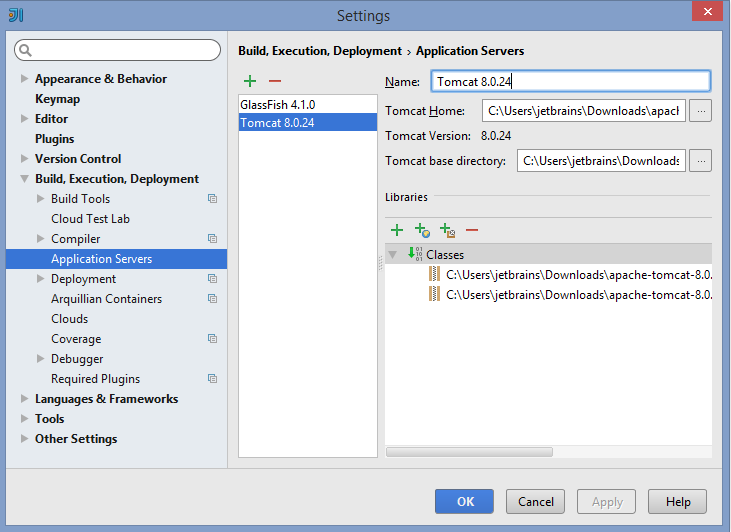 Settings
Build, Execution, Deployment › Application Servers
Appearance & Behavior
Keymap
Editor
Plugins
Version Control
Build, Execution, Deployment
Build Tools
Cloud Test Lab
Compiler
Application Servers
Deployment
Arquillian Containers
Clouds
Coverage
Debugger
Required Plugins
Languages & Frameworks
Tools
Other Settings
GlassFish 4.1.0
Tomcat 8.0.24
Name: Tomcat 8.0.24
Tomcat Home: C:\Users\jetbrains\Downloads\apach ...
Tomcat Version: 8.0.24
Tomcat base directory: C:\Users\jetbrains\Downloads ...
Libraries
Classes
C:\Users\jetbrains\Downloads\apache-tomcat-8.0.
C:\Users\jetbrains\Downloads\apache-tomcat-8.0.
OK Cancel Apply Help